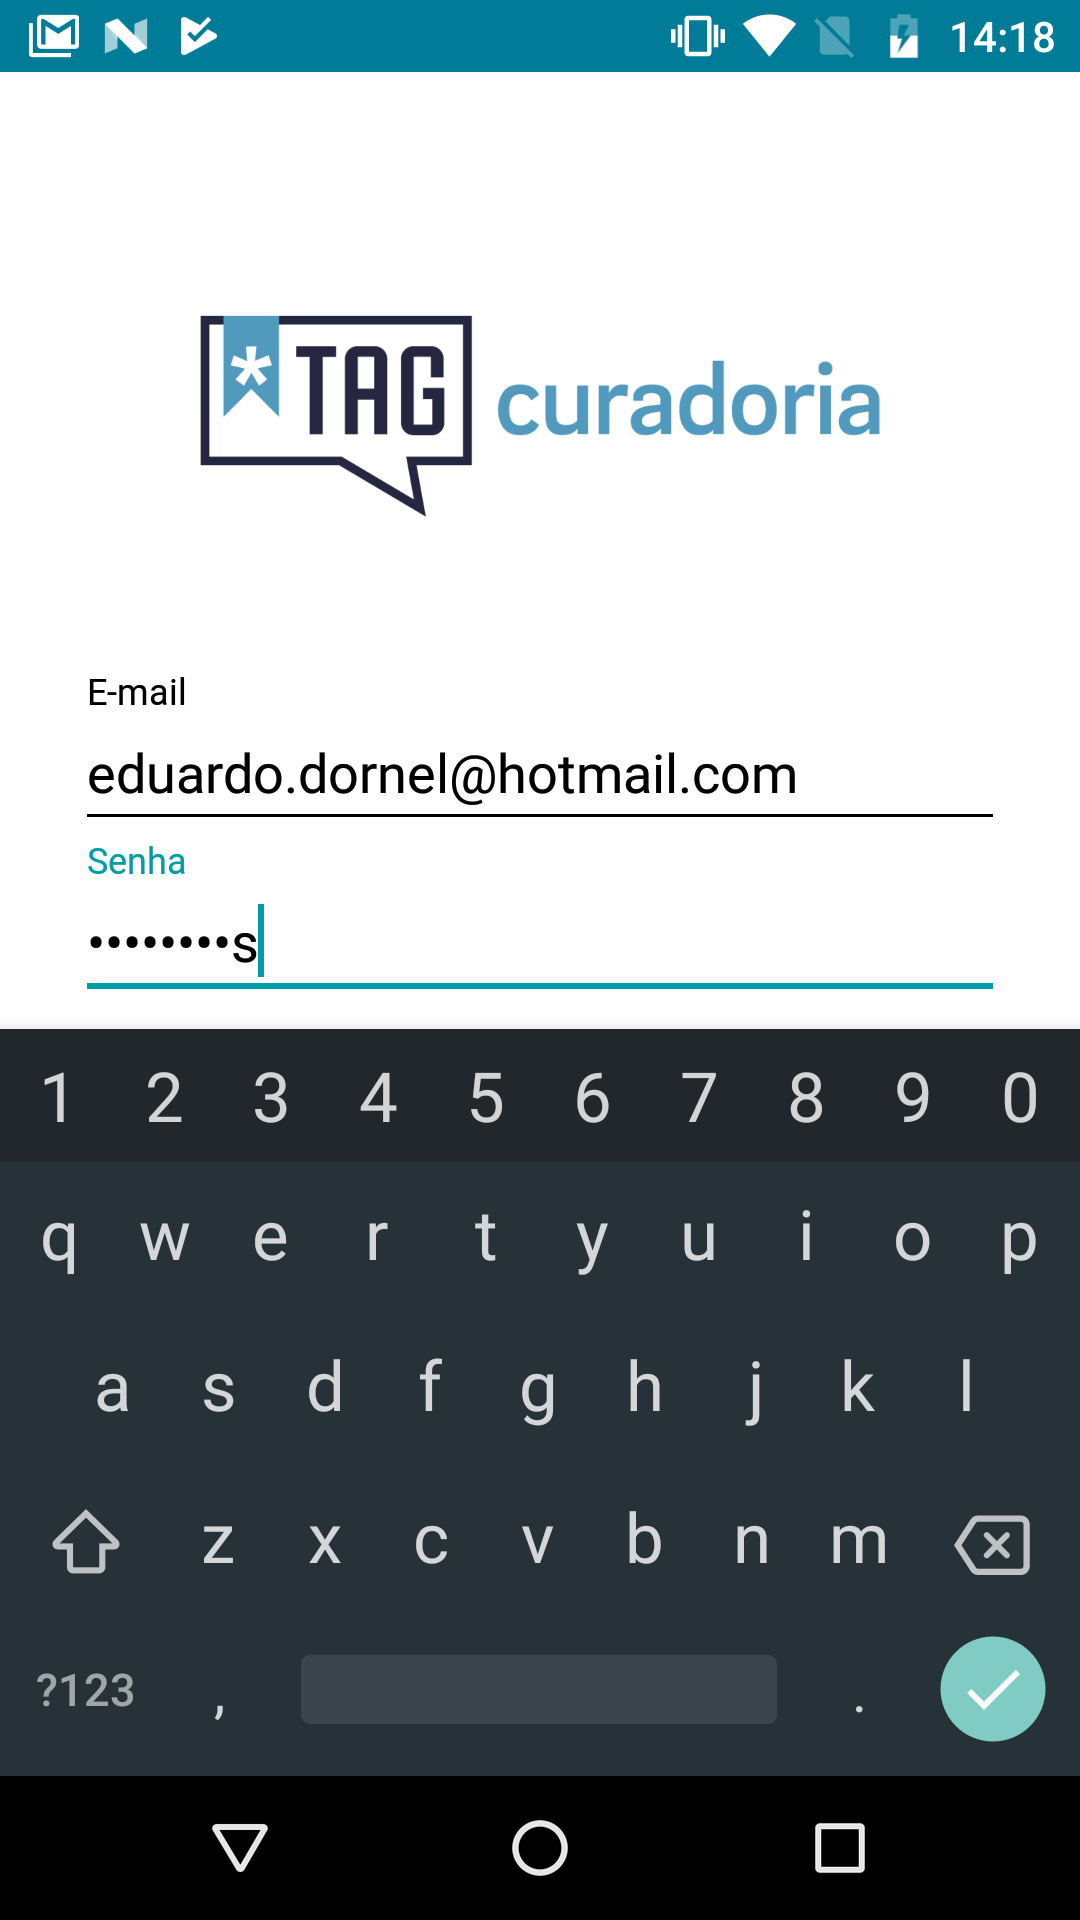 14:18
* TAG curadoria
E-mail
eduardo.dornel@hotmail.com
Senha
••••••••s
1 2 3 4 5 6 7 8 9 0
q w e r t y u i o p
a s d f g h j k l
z x c v b n m
?123 , .